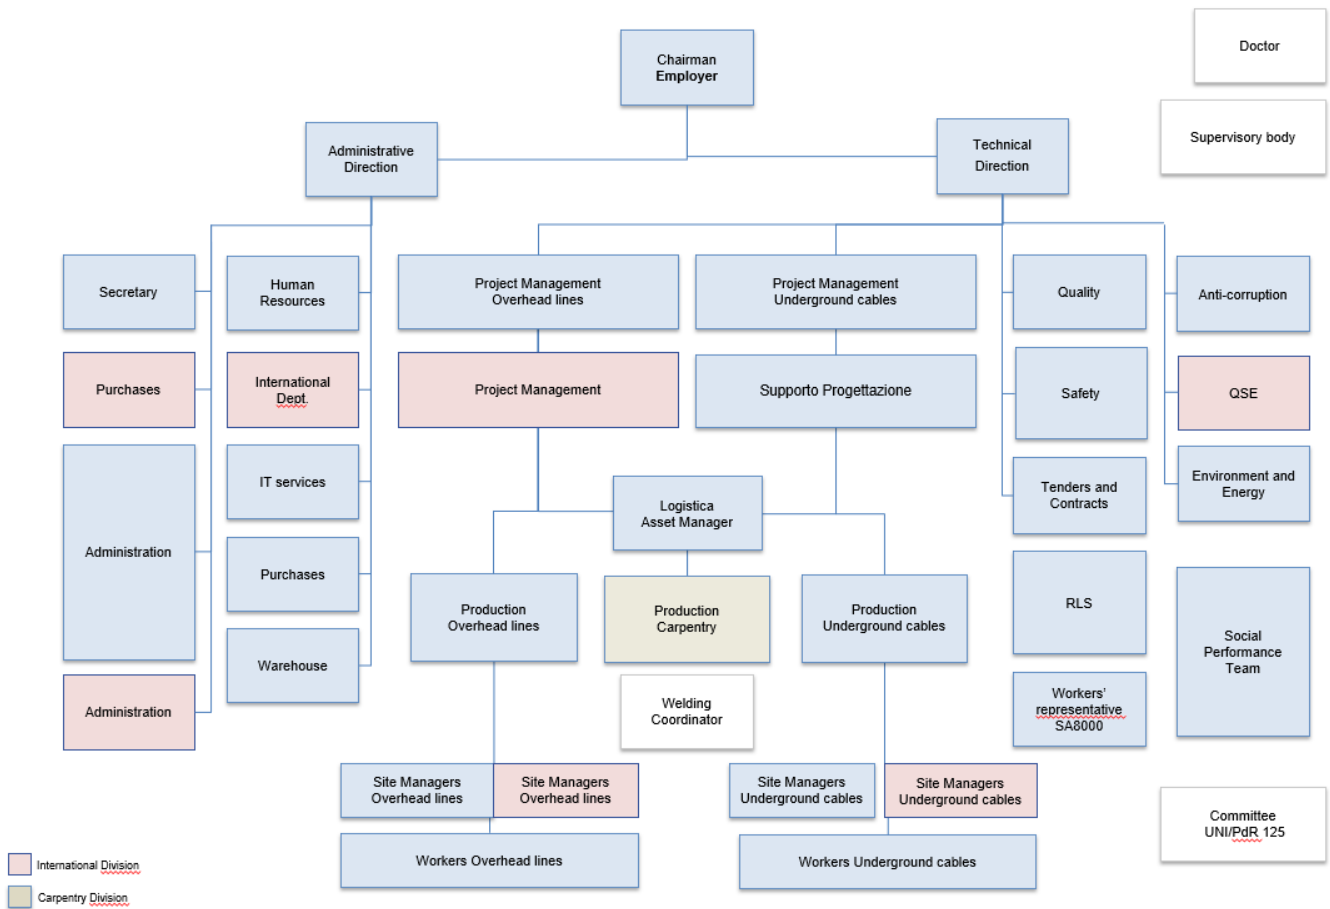 Doctor
Chairman
Employer
Supervisory body
Administrative
Direction
Technical
Direction
Secretary
Human
Resources
Project Management
Overhead lines
Project Management
Underground cables
Quality
Anti-corruption
Purchases
International
Dept.
Project Management
Supporto Progettazione
Safety
QSE
Administration
IT services
Logistica
Asset Manager
Tenders and
Contracts
Environment and
Energy
Purchases
Production
Overhead lines
Production
Carpentry
Production
Underground cables
RLS
Social
Performance
Team
Warehouse
Administration
Welding
Coordinator
Workers'
representative
SA8000
Site Managers
Overhead lines
Site Managers
Overhead lines
Site Managers
Underground cables
Site Managers
Underground cables
Committee
UNI/PdR 125
Workers Overhead lines
Workers Underground cables
International Division
Carpentry Division